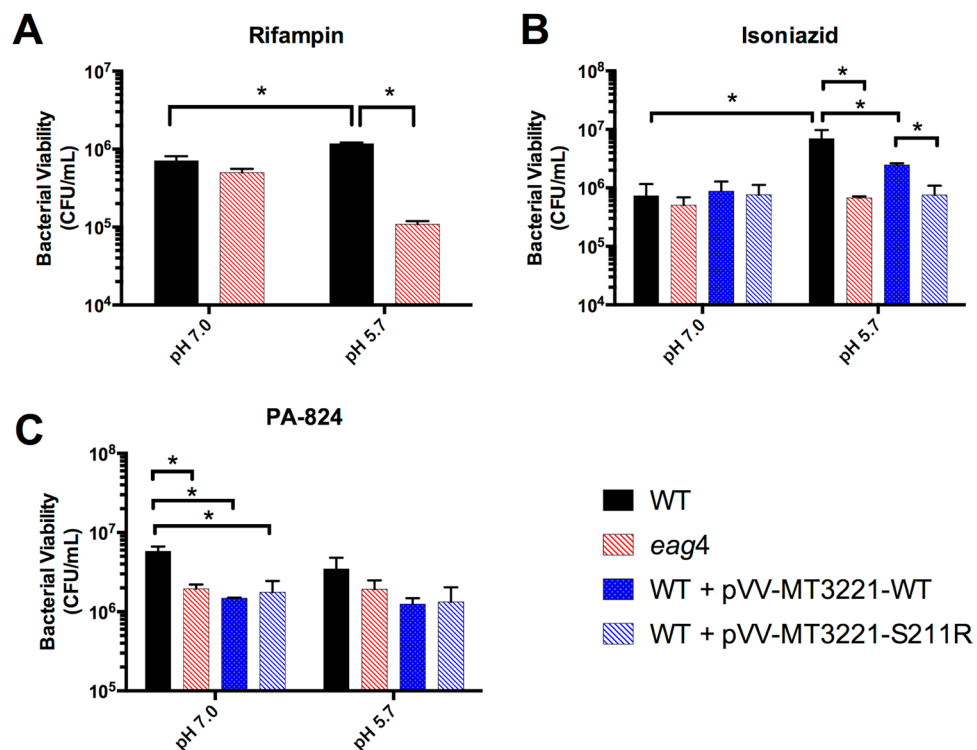 A
Rifampin
Bacterial Viability
(CFU/mL)
10⁷
10⁶
10⁵
10⁴
*
*
pH 7.0
pH 5.7
B
Isoniazid
Bacterial Viability
(CFU/mL)
10⁸
10⁷
10⁶
10⁵
10⁴
*
*
*
*
pH 7.0
pH 5.7
C
PA-824
Bacterial Viability
(CFU/mL)
10⁸
10⁷
10⁶
10⁵
*
*
*
pH 7.0
pH 5.7
WT
eag4
WT + pVV-MT3221-WT
WT + pVV-MT3221-S211R